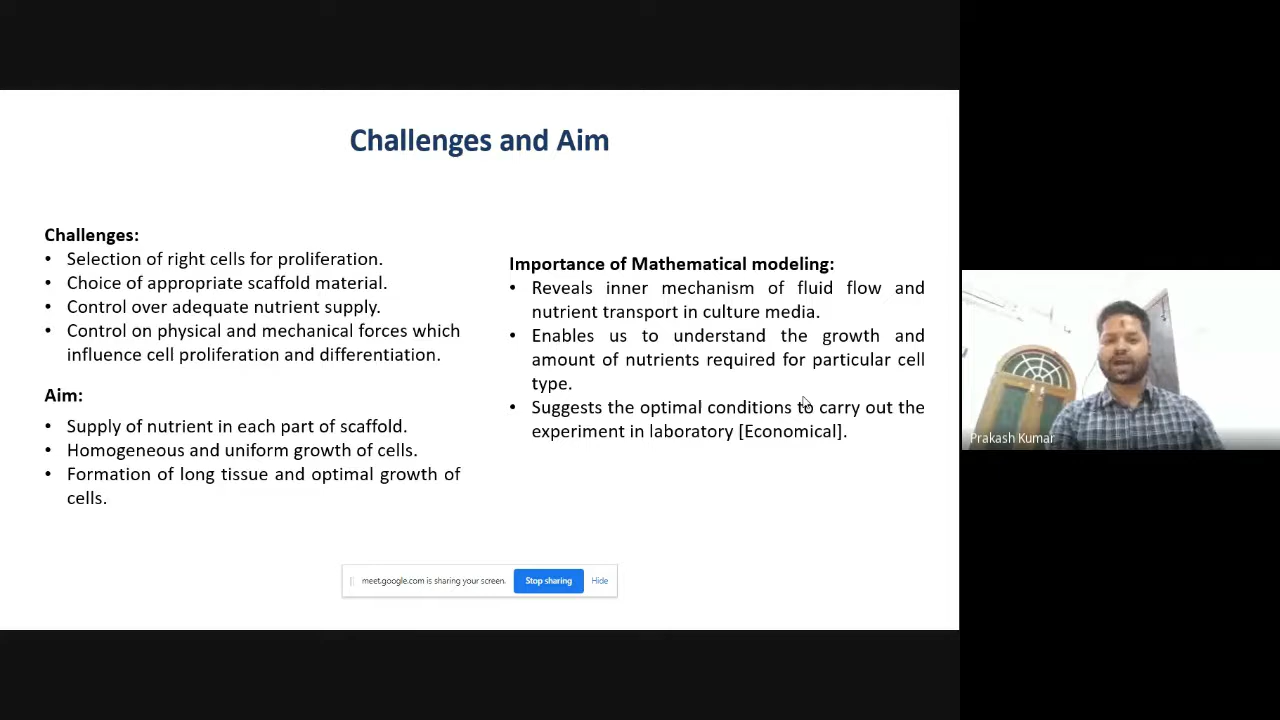 Challenges and Aim
Challenges:
• Selection of right cells for proliferation.
• Choice of appropriate scaffold material.
• Control over adequate nutrient supply.
• Control on physical and mechanical forces which
influence cell proliferation and differentiation.
Aim:
• Supply of nutrient in each part of scaffold.
• Homogeneous and uniform growth of cells.
• Formation of long tissue and optimal growth of
cells.
Importance of Mathematical modeling:
• Reveals inner mechanism of fluid flow and
nutrient transport in culture media.
• Enables us to understand the growth and
amount of nutrients required for particular cell
type.
• Suggests the optimal conditions to carry out the
experiment in laboratory [Economical].
meet.google.com is sharing your screen.
Stop sharing
Hide
Prakash Kumar